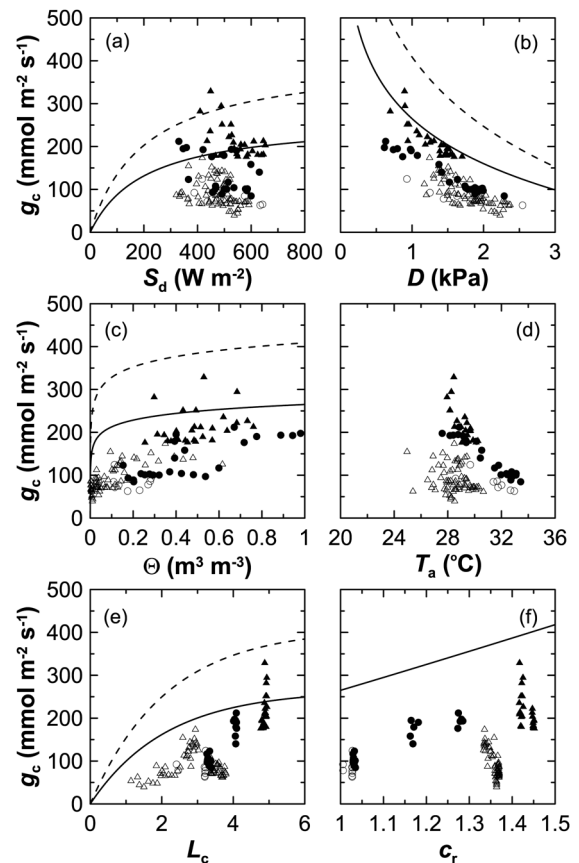 500
400
300
200
100
0
(a)
(b)
g_c (mmol m⁻² s⁻¹)
0 200 400 600 800
0 1 2 3
S_d (W m⁻²)
D (kPa)
500
400
300
200
100
0
(c)
(d)
g_c (mmol m⁻² s⁻¹)
0 0.2 0.4 0.6 0.8 1
20 24 28 32 36
Θ (m³ m⁻³)
T_a (°C)
500
400
300
200
100
0
(e)
(f)
g_c (mmol m⁻² s⁻¹)
0 2 4 6
1 1.1 1.2 1.3 1.4 1.5
L_c
c_r